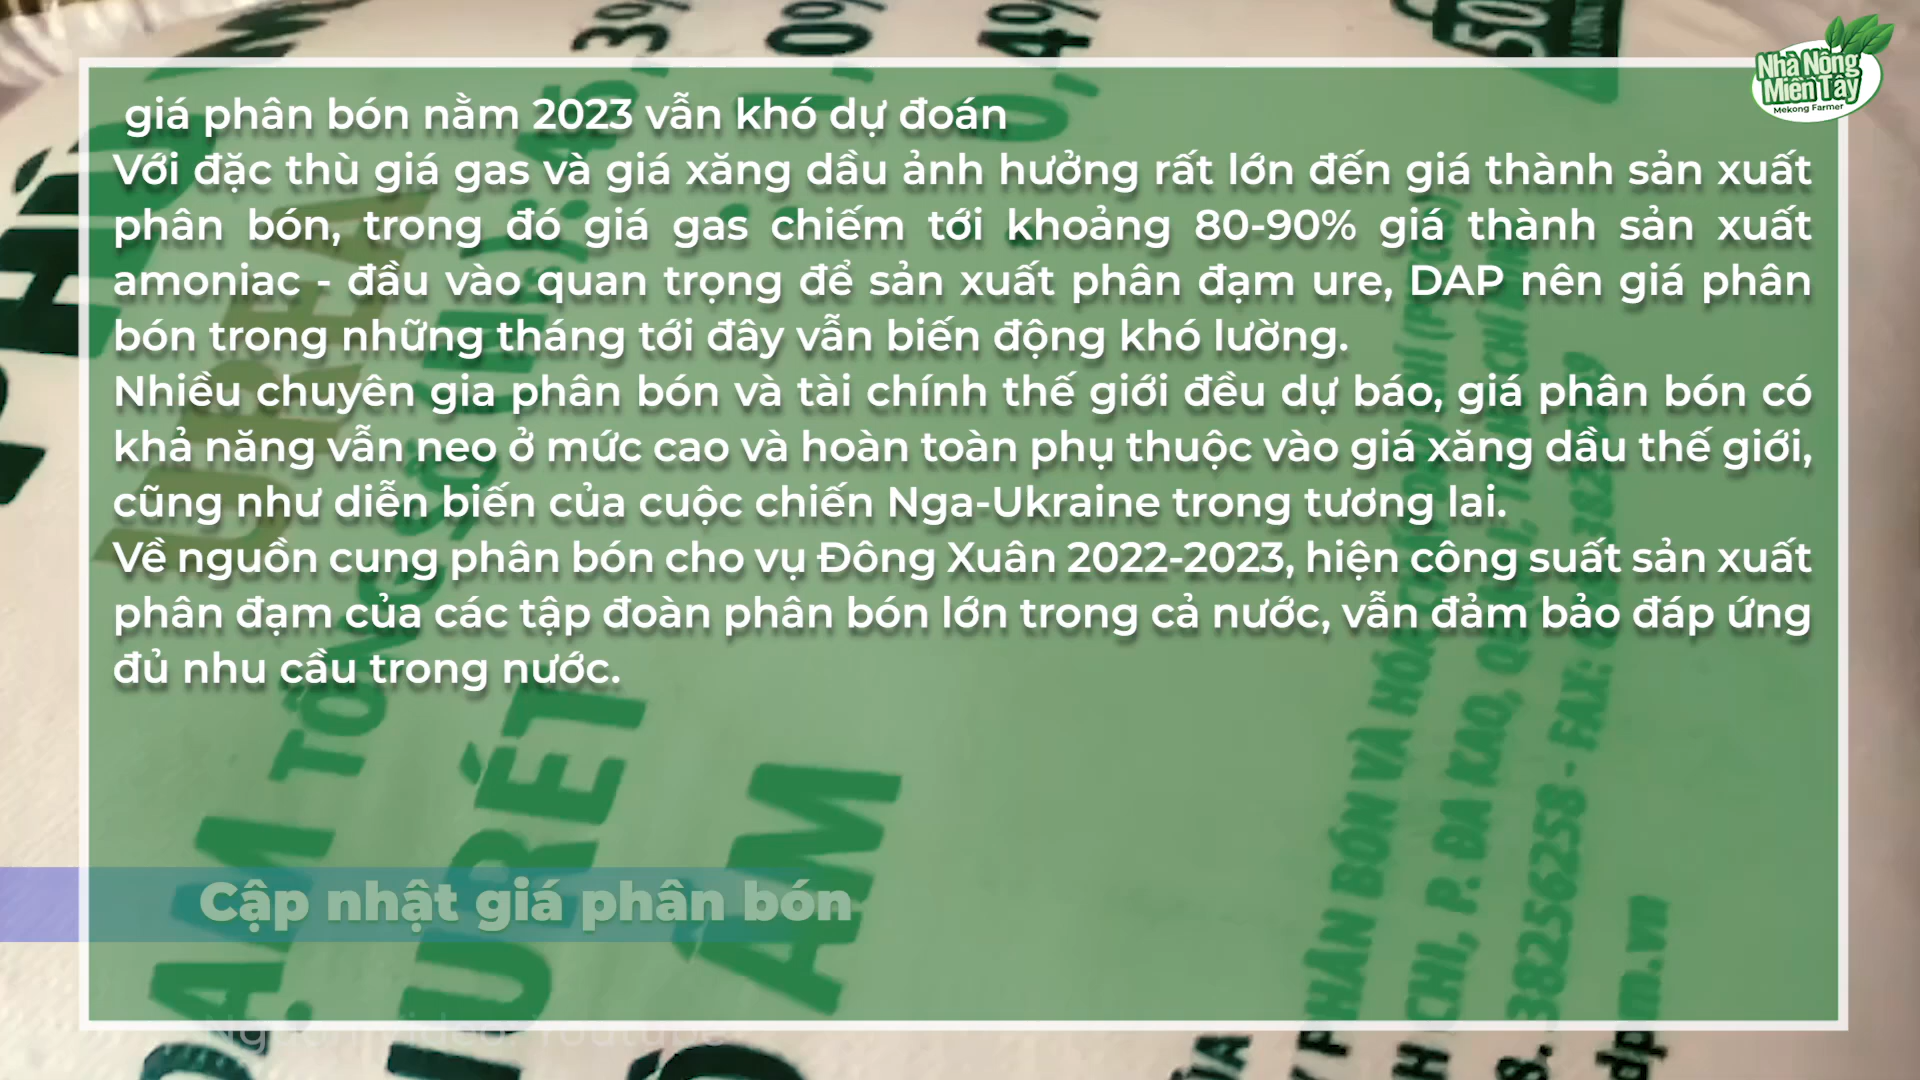 Nhà Nông
Miền Tây
Mekong Farmer
giá phân bón nằm 2023 vẫn khó dự đoán
Với đặc thù giá gas và giá xăng dầu ảnh hưởng rất lớn đến giá thành sản xuất
phân bón, trong đó giá gas chiếm tới khoảng 80-90% giá thành sản xuất
amoniac - đầu vào quan trọng để sản xuất phân đạm ure, DAP nên giá phân
bón trong những tháng tới đây vẫn biến động khó lường.
Nhiều chuyên gia phân bón và tài chính thế giới đều dự báo, giá phân bón có
khả năng vẫn neo ở mức cao và hoàn toàn phụ thuộc vào giá xăng dầu thế giới,
cũng như diễn biến của cuộc chiến Nga-Ukraine trong tương lai.
Về nguồn cung phân bón cho vụ Đông Xuân 2022-2023, hiện công suất sản xuất
phân đạm của các tập đoàn phân bón lớn trong cả nước, vẫn đảm bảo đáp ứng
đủ nhu cầu trong nước.
Cập nhật giá phân bón
Nguồn video: Youtube